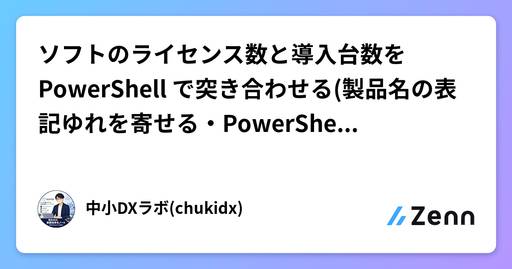 ソフトのライセンス数と導入台数を
PowerShell で突き合わせる(製品名の表
記ゆれを寄せる・PowerShe...
中小DXラボ(chukidx)
Zenn